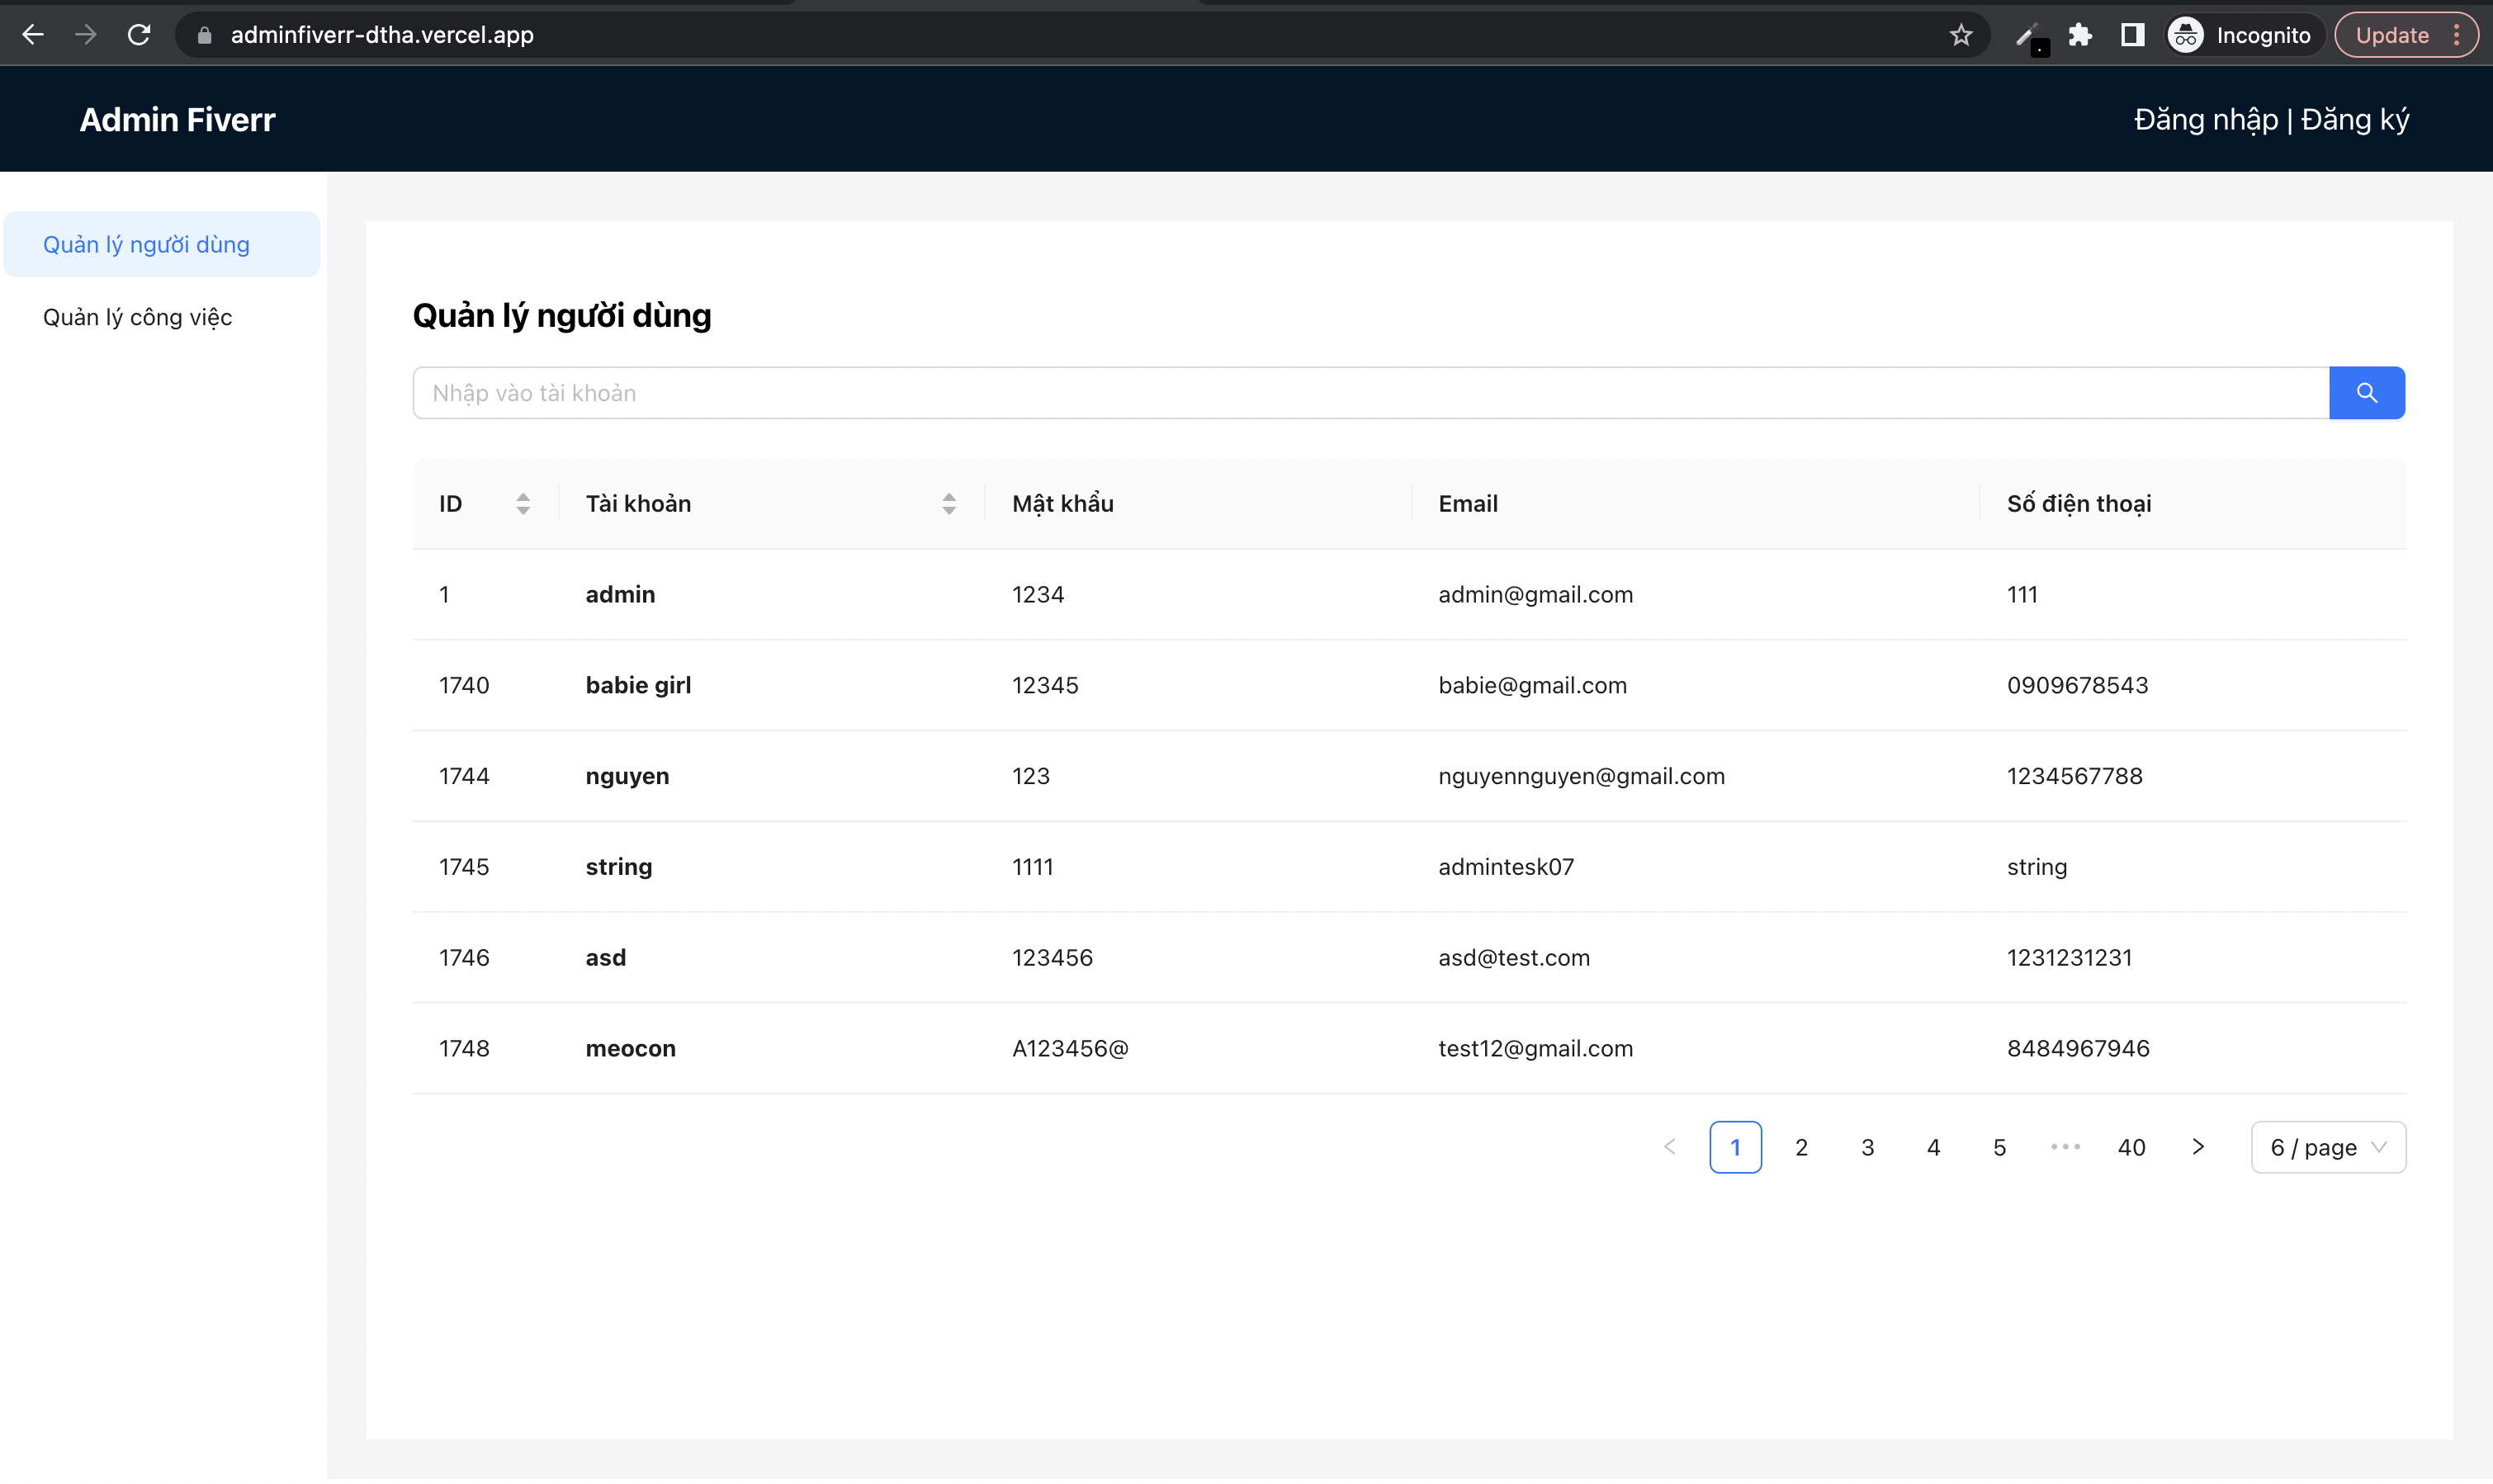 adminfiverr-dtha.vercel.app Incognito Update
Admin Fiverr Đăng nhập | Đăng ký
Quản lý người dùng
Quản lý công việc
Quản lý người dùng
Nhập vào tài khoản
ID Tài khoản Mật khẩu Email Số điện thoại
1 admin 1234 admin@gmail.com 111
1740 babie girl 12345 babie@gmail.com 0909678543
1744 nguyen 123 nguyennguyen@gmail.com 1234567788
1745 string 1111 admintesk07 string
1746 asd 123456 asd@test.com 1231231231
1748 meocon A123456@ test12@gmail.com 8484967946
1 2 3 4 5 ••• 40 6 / page